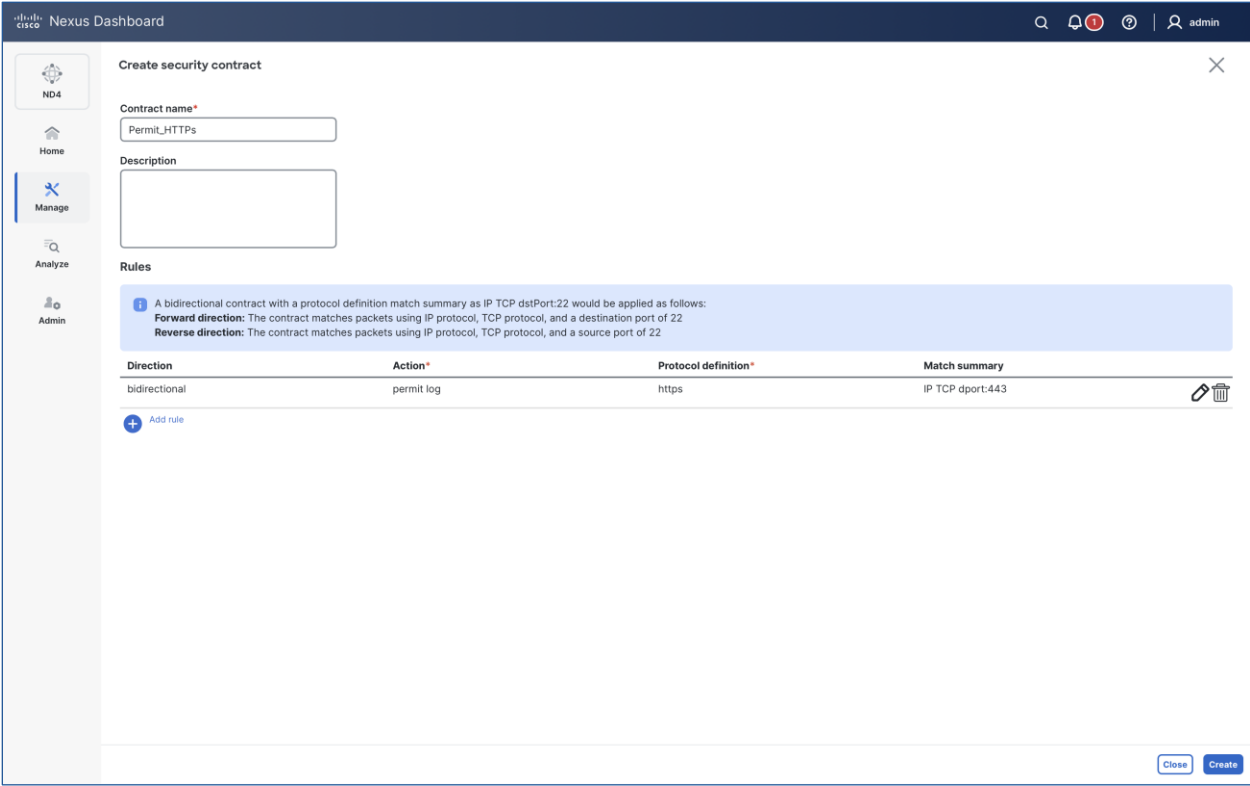 cisco Nexus Dashboard
1
admin
ND4
Home
Manage
Analyze
Admin
Create security contract
Contract name*
Permit_HTTPs
Description
Rules
A bidirectional contract with a protocol definition match summary as IP TCP dstPort:22 would be applied as follows:
Forward direction: The contract matches packets using IP protocol, TCP protocol, and a destination port of 22
Reverse direction: The contract matches packets using IP protocol, TCP protocol, and a source port of 22
Direction Action* Protocol definition* Match summary
bidirectional permit log https IP TCP dport:443
Add rule
Close Create